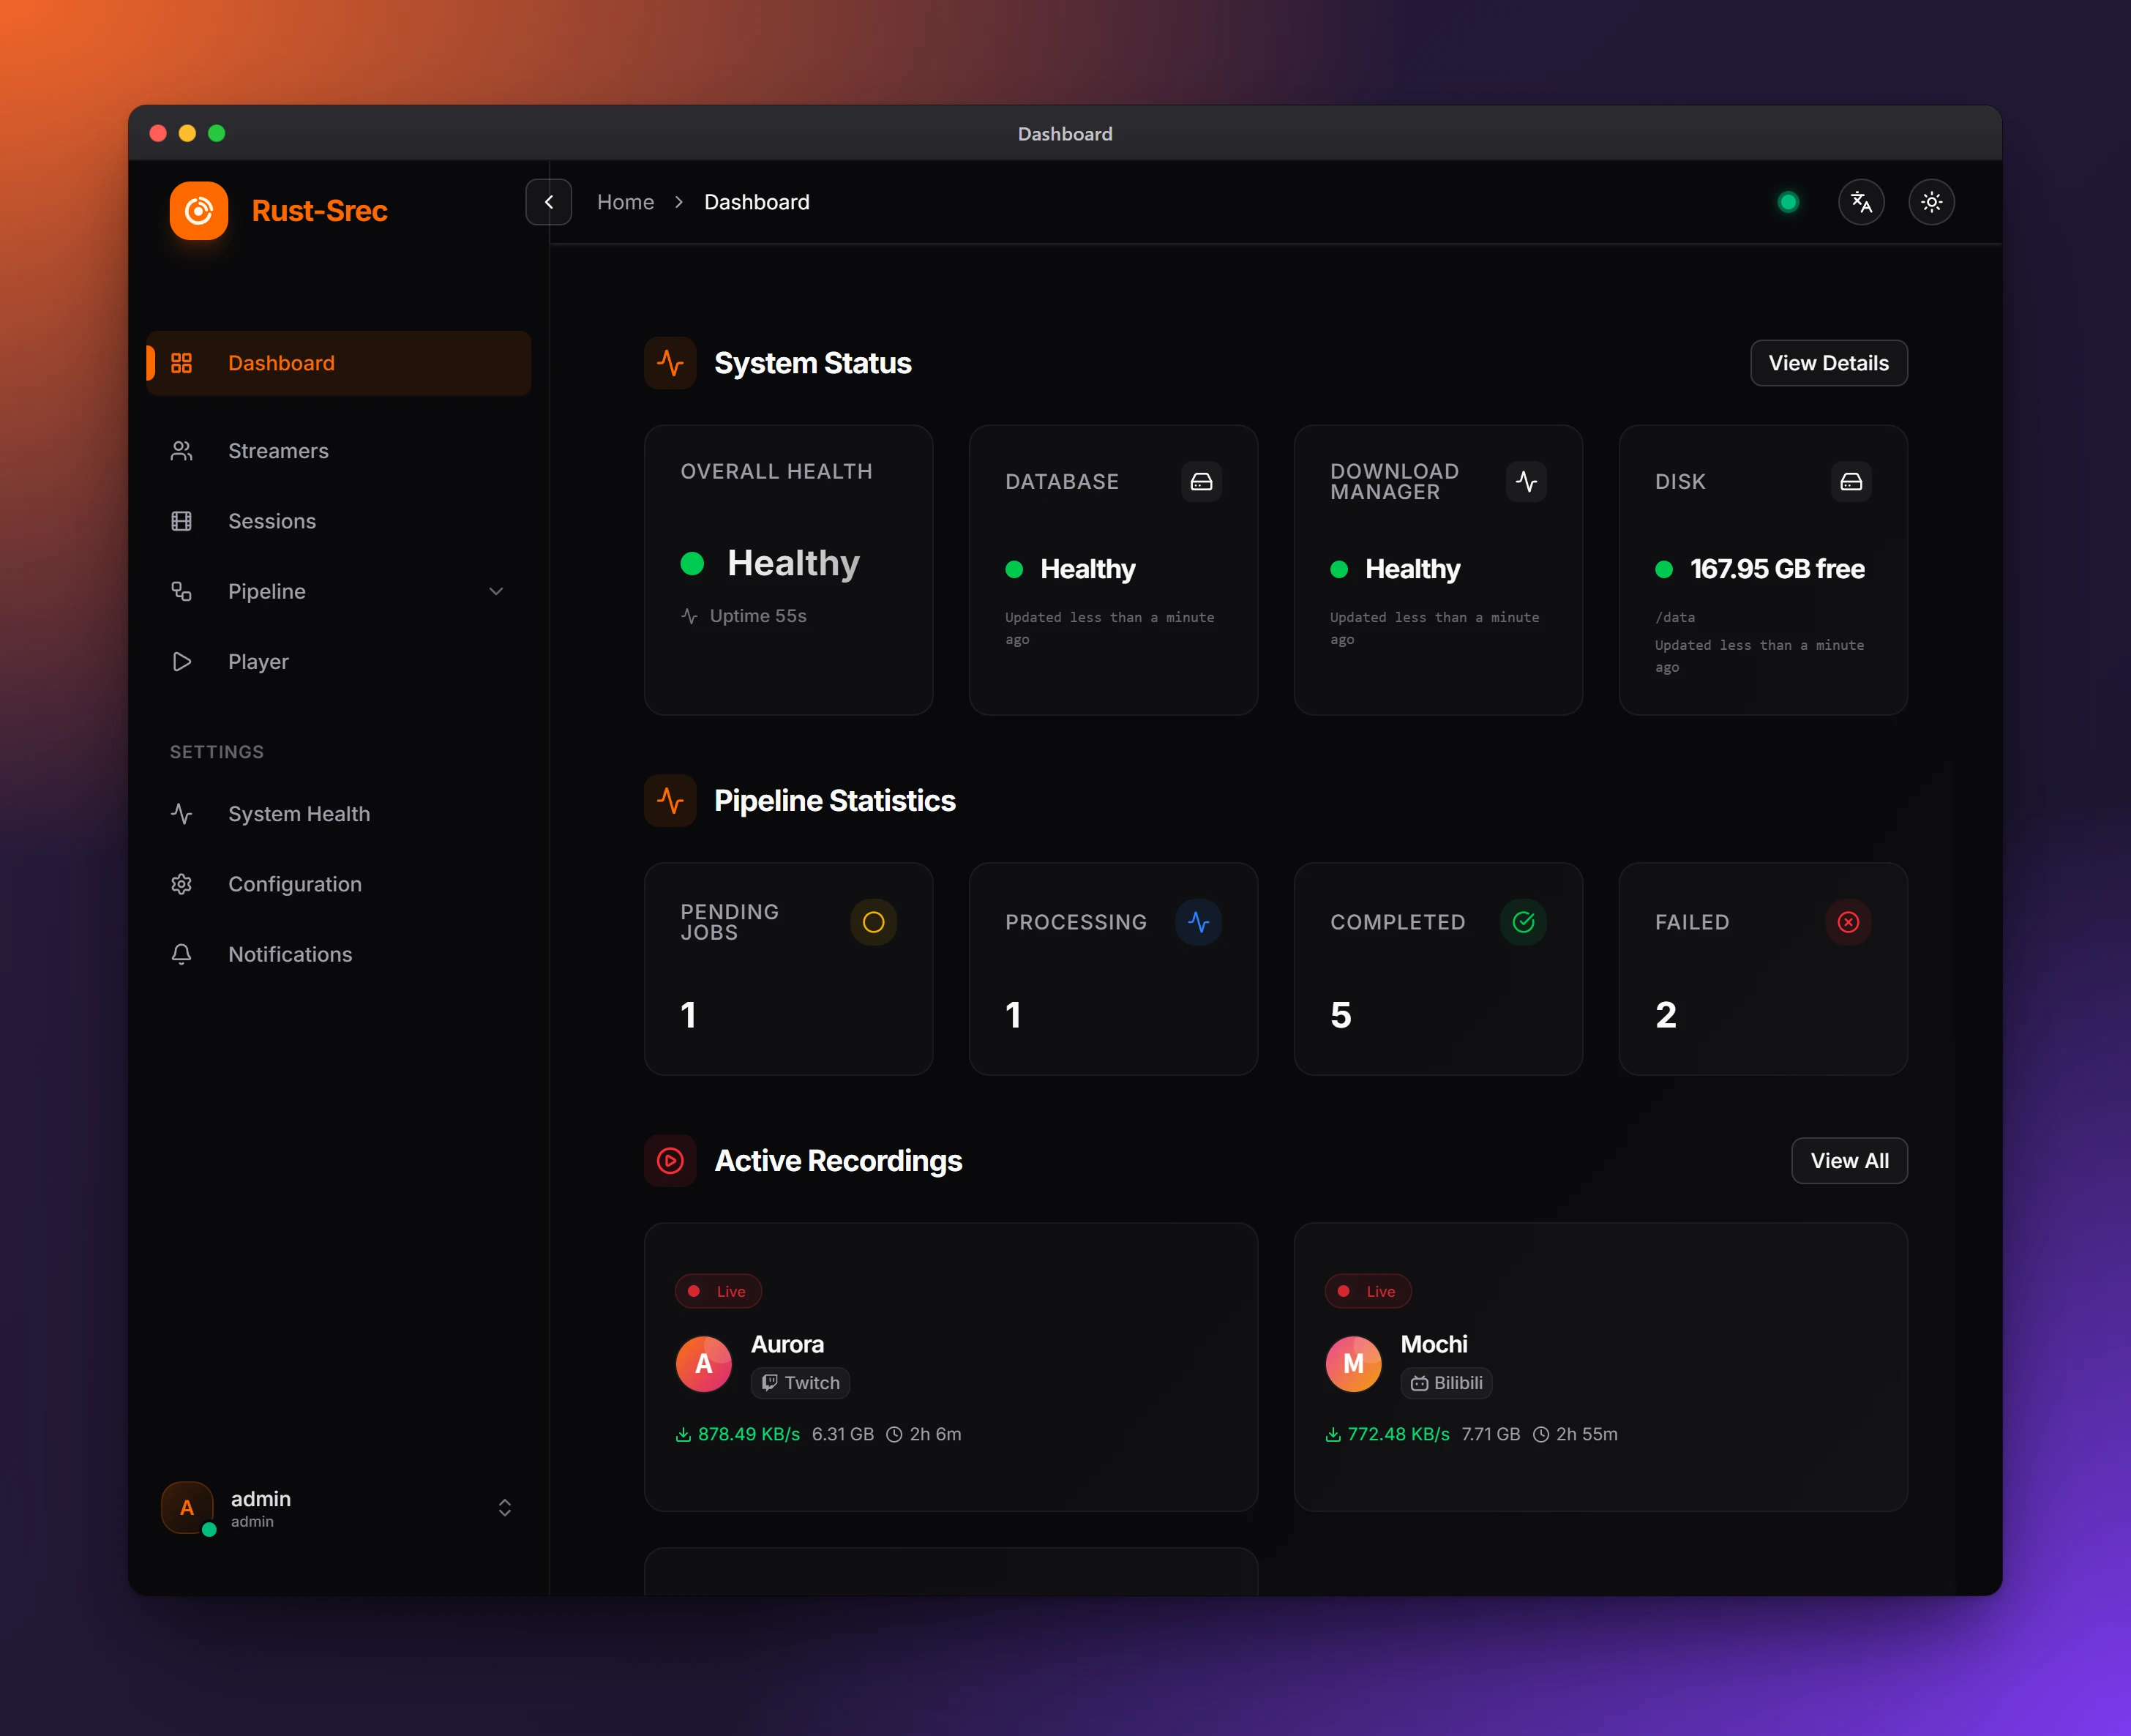 Dashboard
Rust-Srec
Home > Dashboard
Dashboard
Streamers
Sessions
Pipeline
Player
SETTINGS
System Health
Configuration
Notifications
A
admin
admin
System Status
View Details
OVERALL HEALTH
Healthy
Uptime 55s
DATABASE
Healthy
Updated less than a minute
ago
DOWNLOAD
MANAGER
Healthy
Updated less than a minute
ago
DISK
167.95 GB free
/data
Updated less than a minute
ago
Pipeline Statistics
PENDING
JOBS
1
PROCESSING
1
COMPLETED
5
FAILED
2
Active Recordings
View All
Live
A
Aurora
Twitch
878.49 KB/s 6.31 GB 2h 6m
Live
M
Mochi
Bilibili
772.48 KB/s 7.71 GB 2h 55m